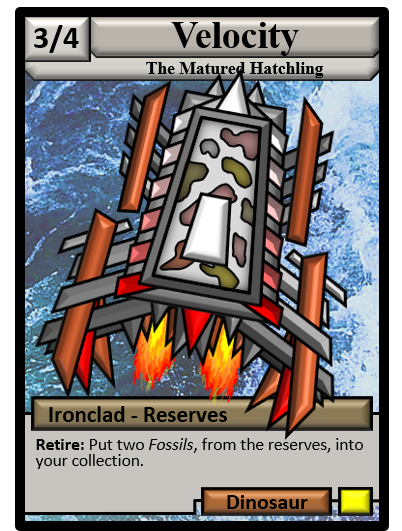 3/4
Velocity
The Matured Hatchling
Ironclad - Reserves
Retire: Put two Fossils, from the reserves, into
your collection.
Dinosaur